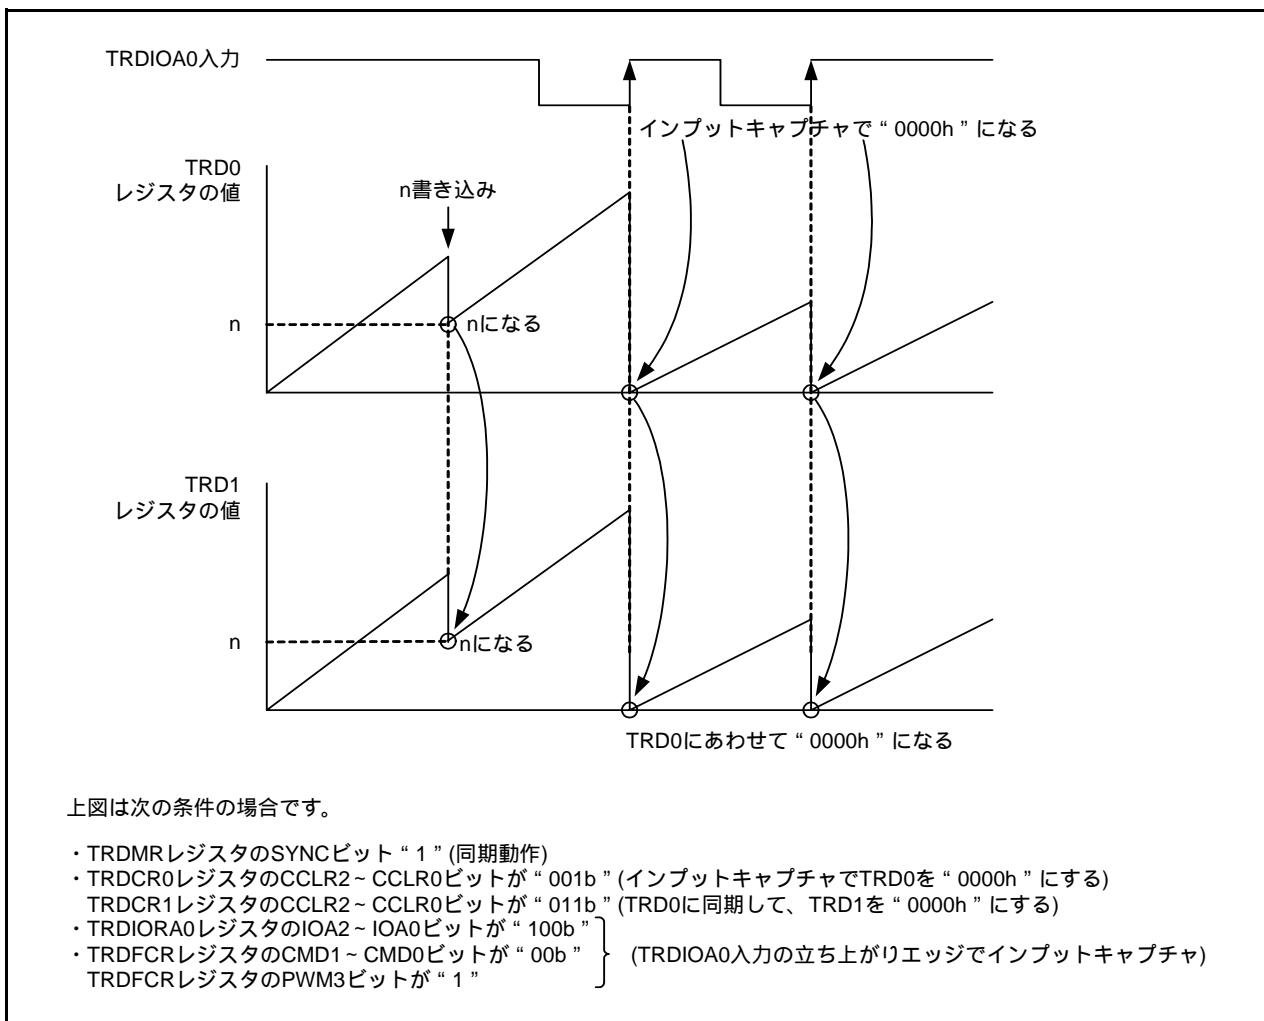 TRDIOA0入力
インプットキャプチャで“ 0000h ” になる
TRD0
レジスタの値
n書き込み
n
nになる
TRD1
レジスタの値
n
nになる
TRD0にあわせて“ 0000h ” になる
上図は次の条件の場合です。
・TRDMRレジスタのSYNCビット“ 1 ” (同期動作)
・TRDCR0レジスタのCCLR2~CCLR0ビットが“ 001b ” (インプットキャプチャでTRD0を“ 0000h ” にする)
TRDCR1レジスタのCCLR2~CCLR0ビットが“ 011b ” (TRD0に同期して、TRD1を“ 0000h ” にする)
・TRDIORA0レジスタのIOA2~IOA0ビットが“ 100b ”
・TRDFCRレジスタのCMD1~CMD0ビットが“ 00b ” (TRDIOA0入力の立ち上がりエッジでインプットキャプチャ)
TRDFCRレジスタのPWM3ビットが“ 1 ”